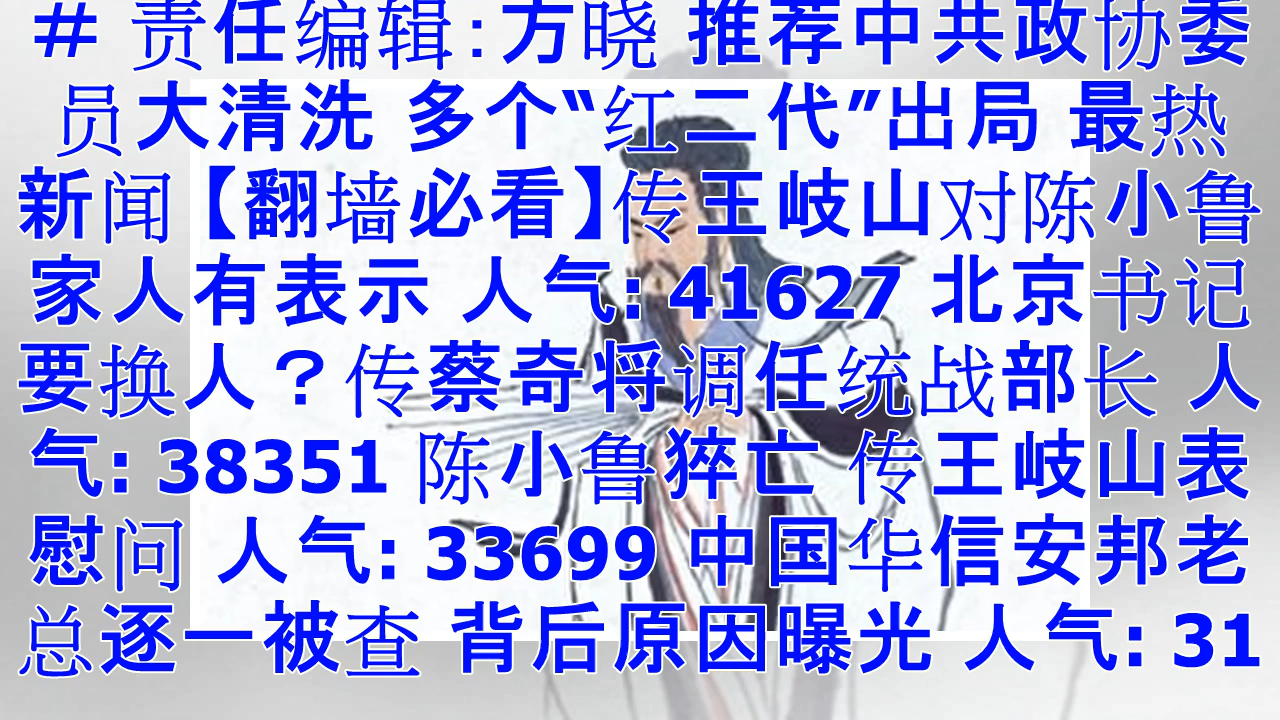 # 责任编辑:方晓 推荐中共政协委
员大清洗 多个“红二代”出局 最热
新闻【翻墙必看】传王岐山对陈小鲁
家人有表示 人气: 41627 北京书记
要换人？传蔡奇将调任统战部长 人
气: 38351 陈小鲁猝亡 传王岐山表
慰问 人气: 33699 中国华信安邦老
总逐一被查 背后原因曝光 人气: 31